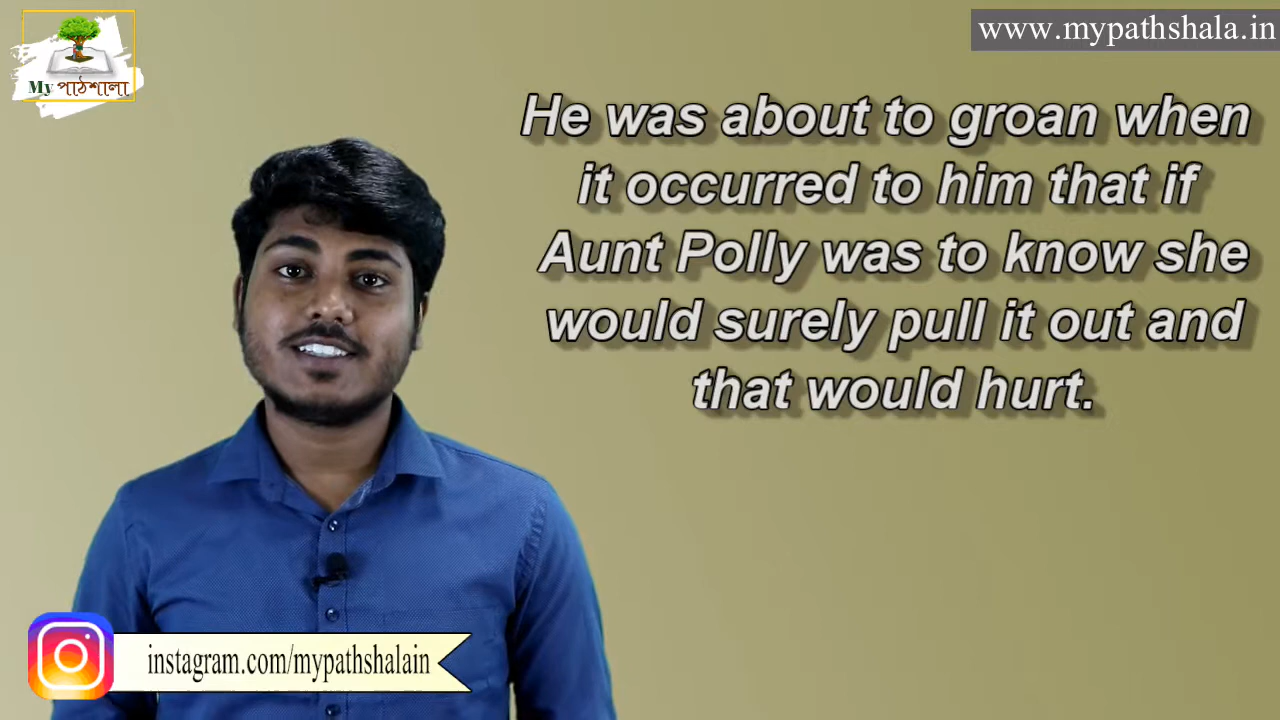 My পাঠশালা
www.mypathshala.in
He was about to groan when
it occurred to him that if
Aunt Polly was to know she
would surely pull it out and
that would hurt.
instagram.com/mypathshalain